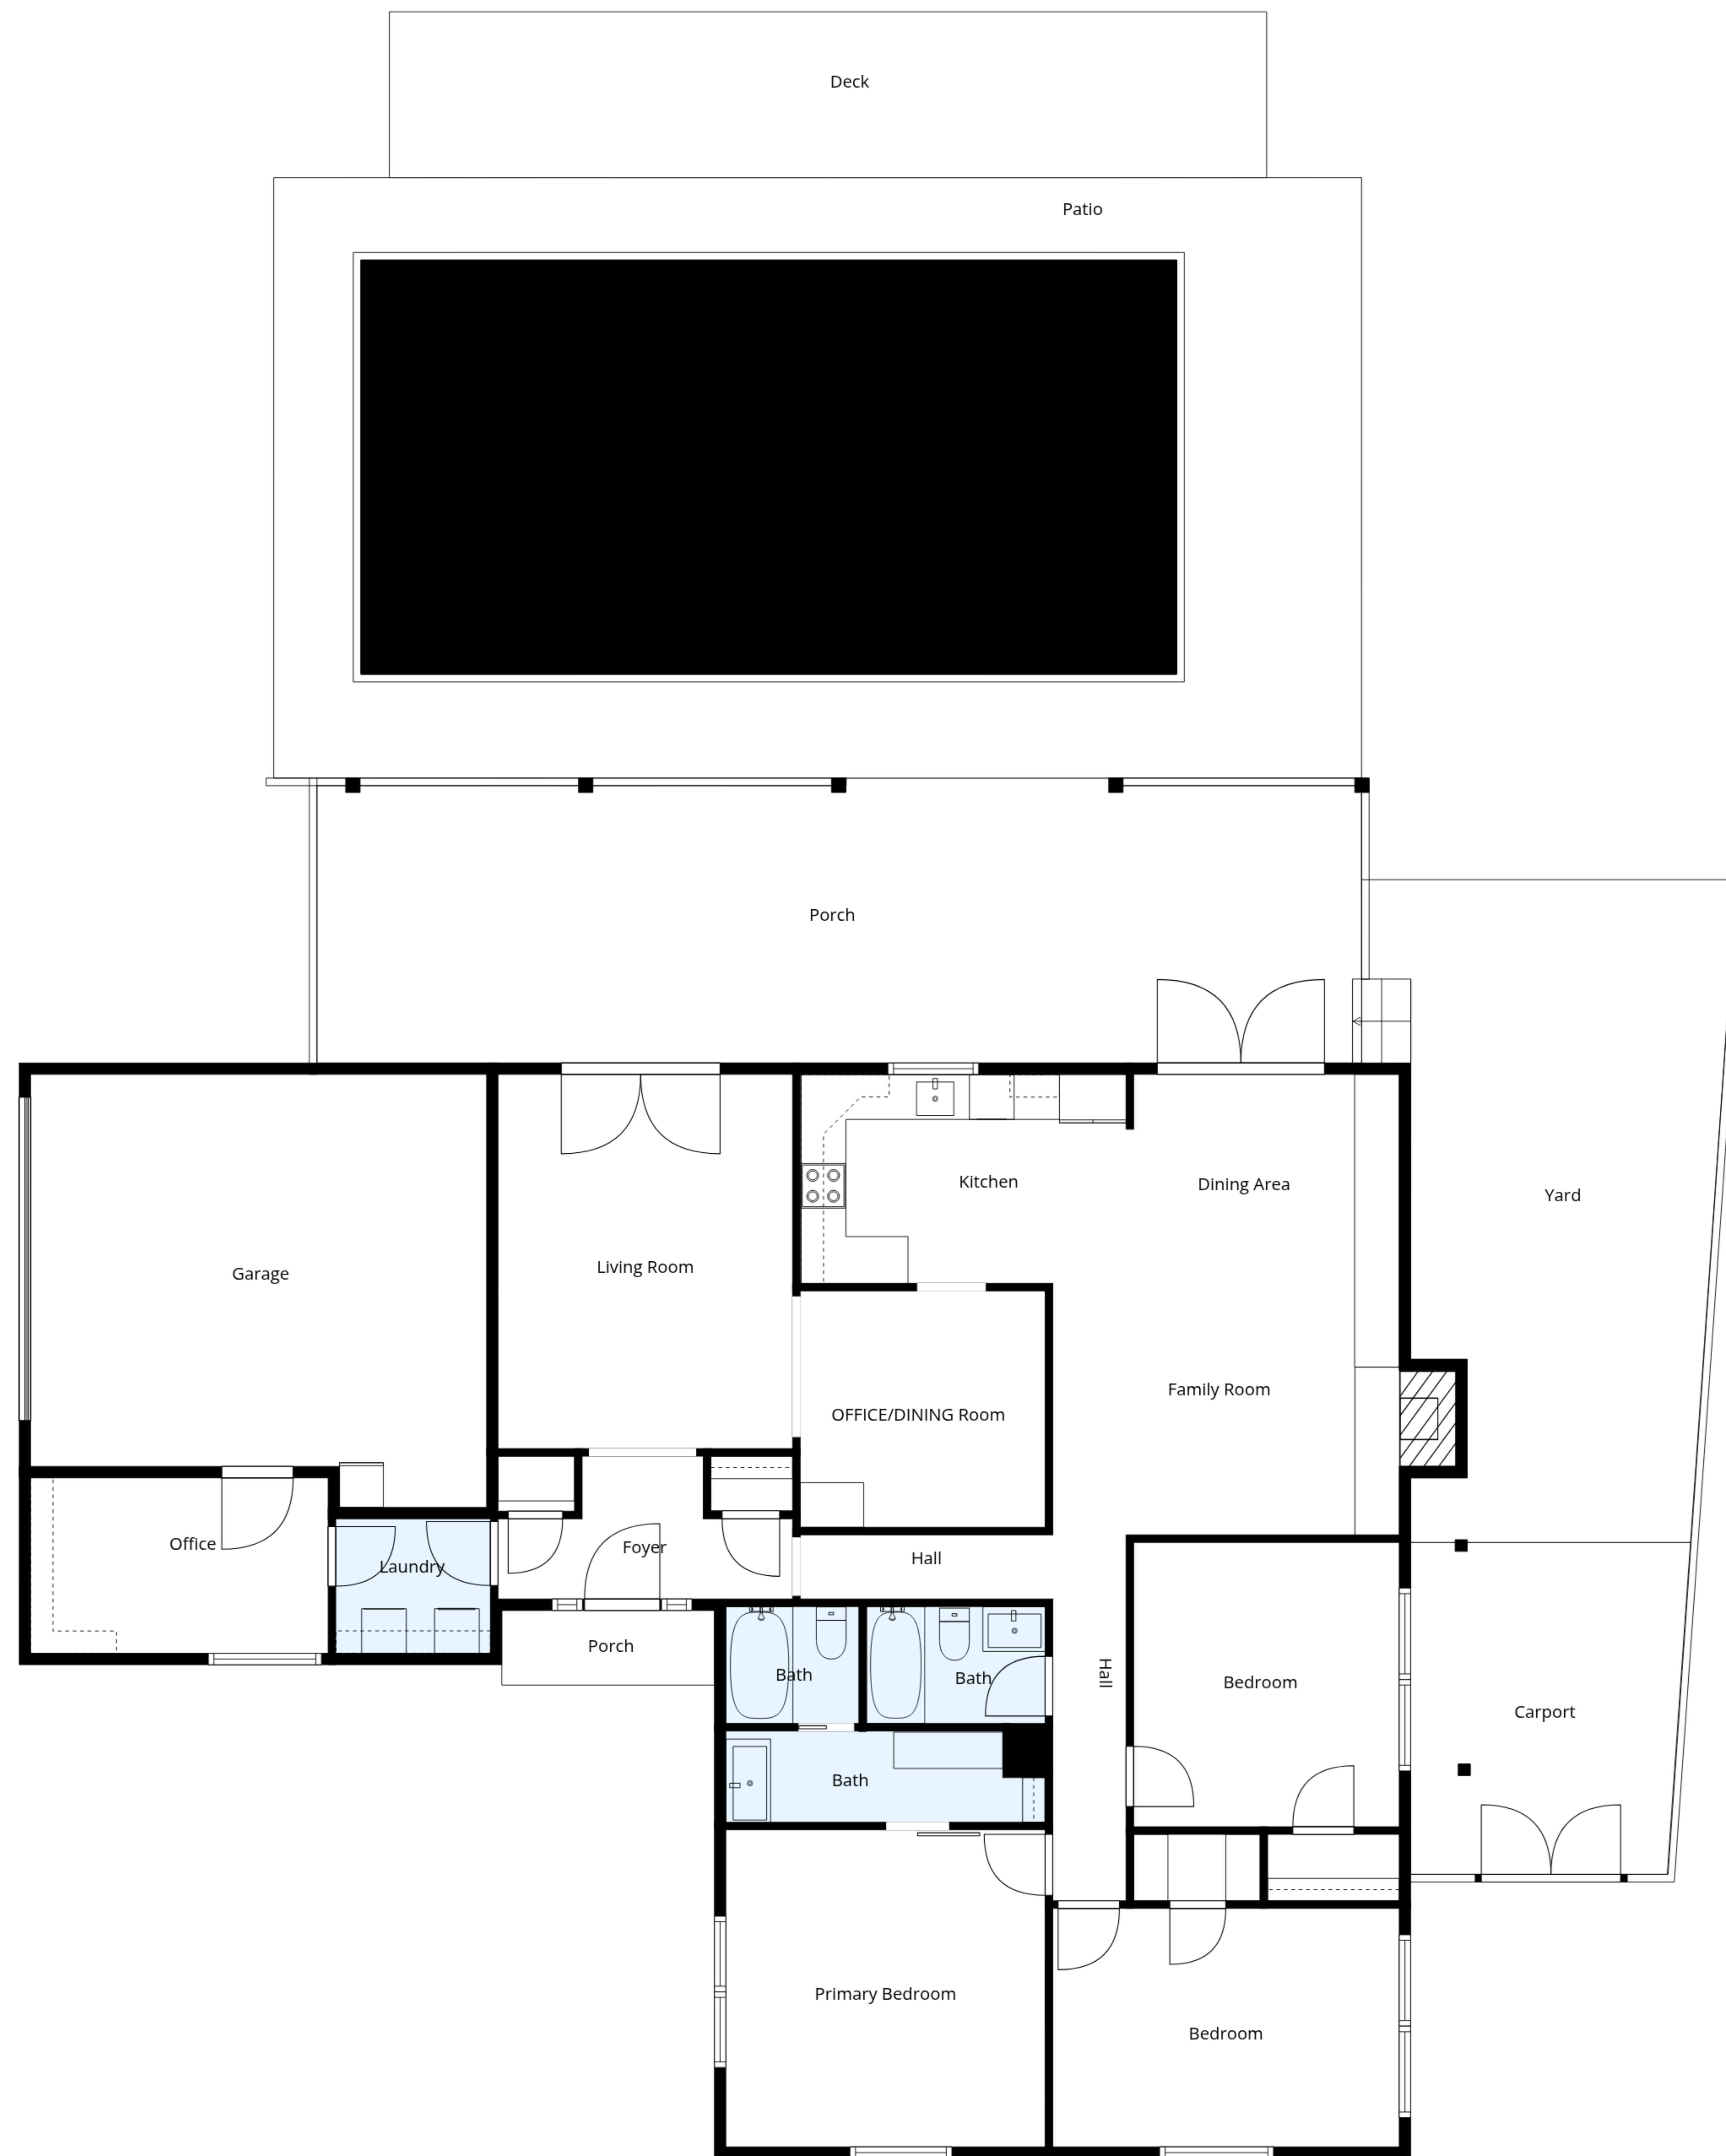 Deck
Patio
Porch
Kitchen
Dining Area
Yard
Living Room
Garage
Family Room
OFFICE/DINING Room
Office
Foyer
Hall
Laundry
Porch
Bath
Bath
Hall
Bedroom
Carport
Bath
Primary Bedroom
Bedroom